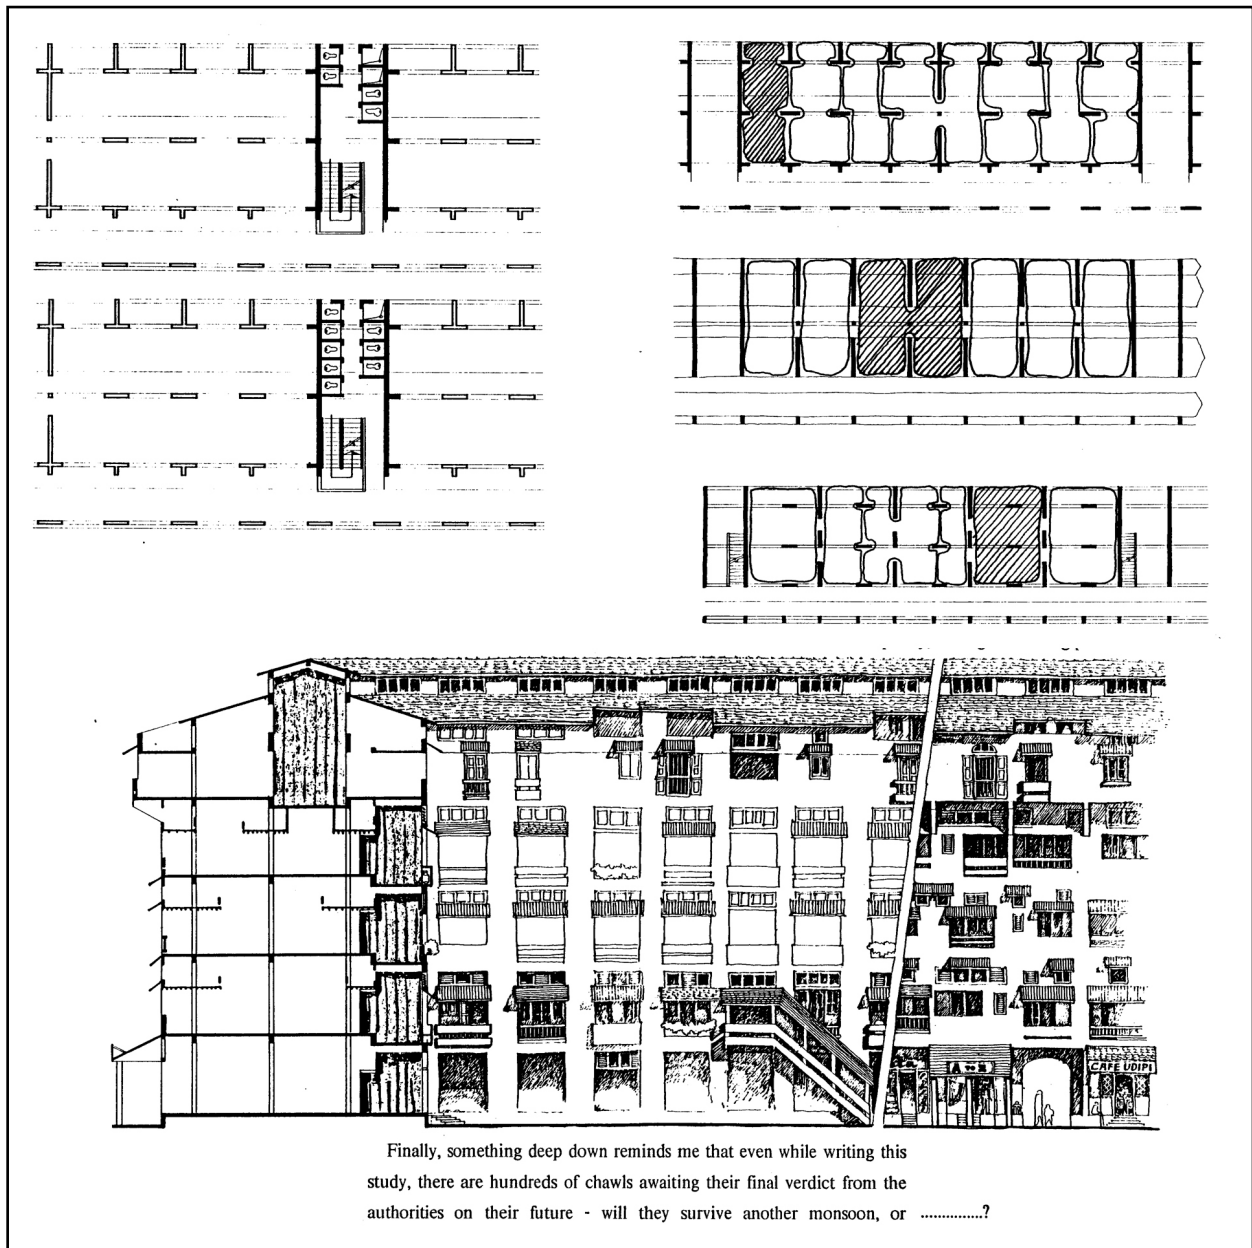 A to Z
CAFE UDIPI
Finally, something deep down reminds me that even while writing this
study, there are hundreds of chawls awaiting their final verdict from the
authorities on their future - will they survive another monsoon, or ...............?